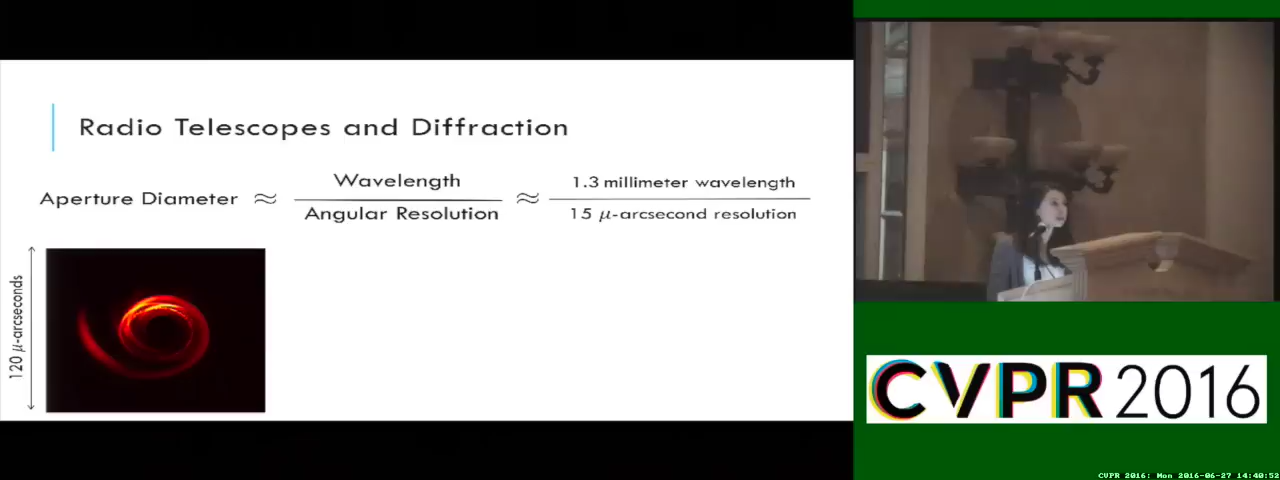 Radio Telescopes and Diffraction
Aperture Diameter ≈ Wavelength / Angular Resolution ≈ 1.3 millimeter wavelength / 15 μ-arcsecond resolution
120 μ-arcseconds
CVPR 2016
CVPR 2016: Mon 2016-06-27 14:40:52